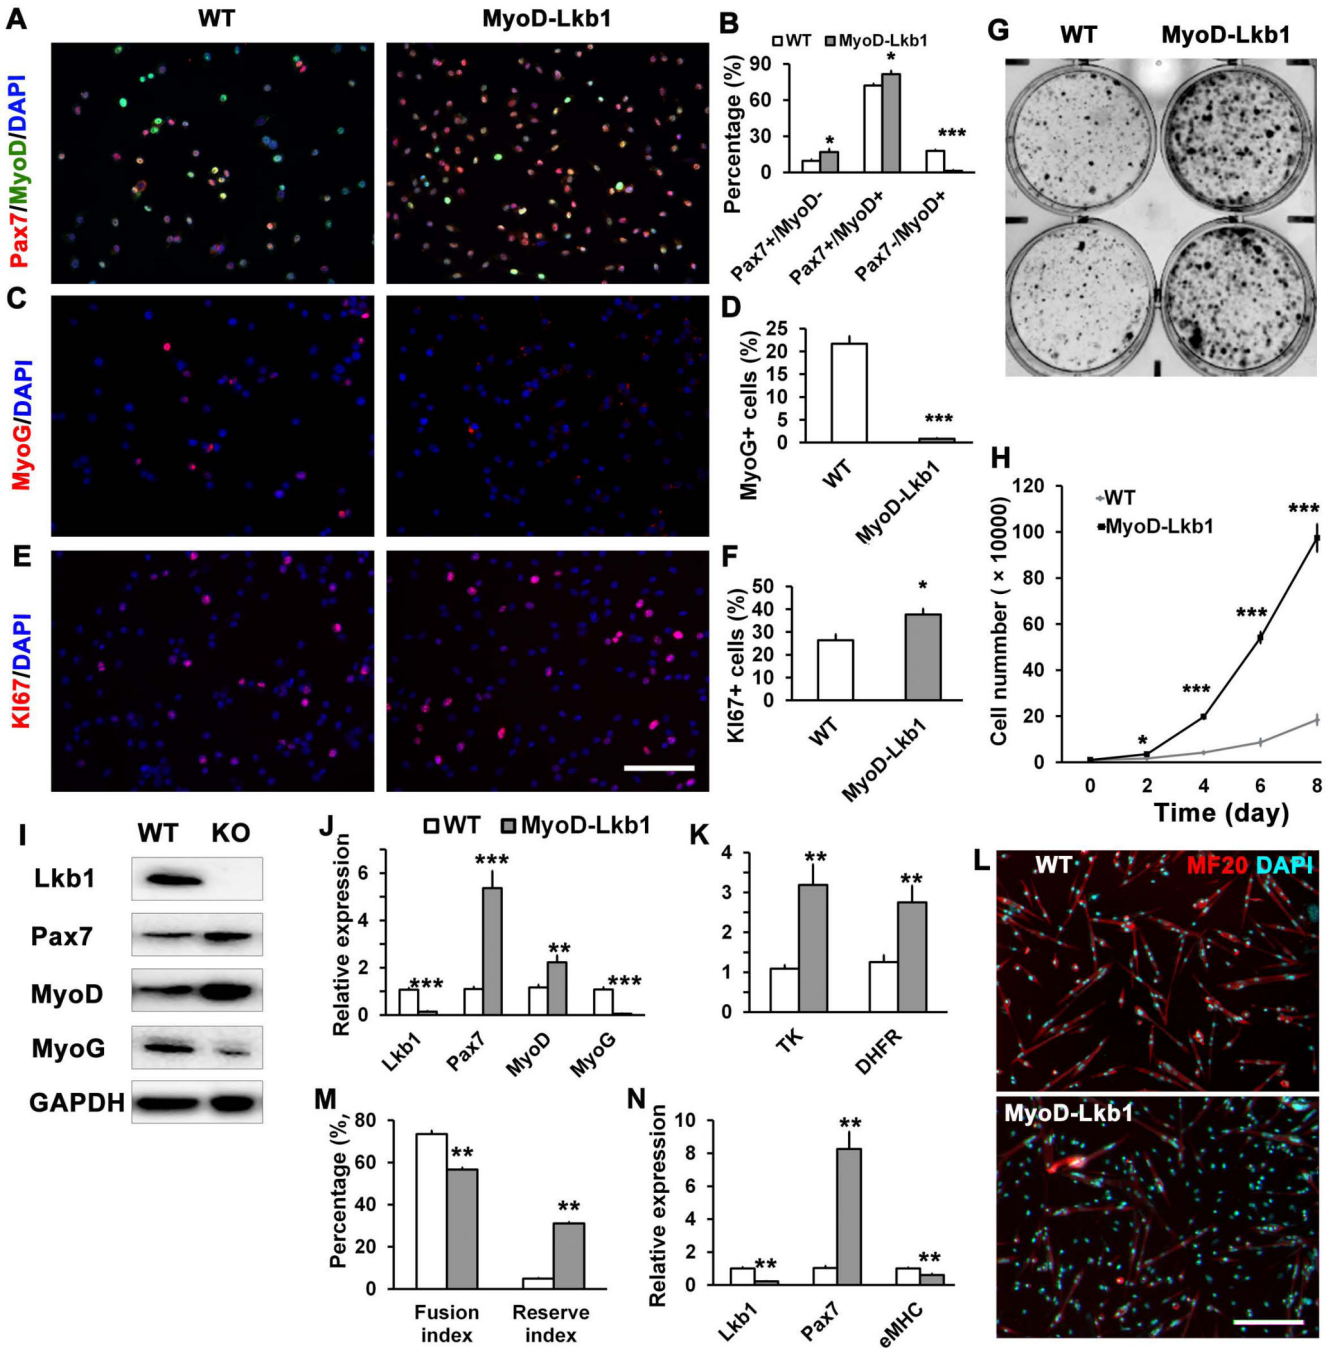 A
WT
MyoD-Lkb1
Pax7/MyoD/DAPI
B
WT MyoD-Lkb1
Percentage (%)
90
60
30
0
*
*
***
Pax7+/MyoD-
Pax7+/MyoD+
Pax7-/MyoD+
C
MyoG/DAPI
D
MyoG+ cells (%)
25
20
15
10
5
0
***
WT
MyoD-Lkb1
E
KI67/DAPI
F
KI67+ cells (%)
50
40
30
20
10
0
*
WT
MyoD-Lkb1
G
WT
MyoD-Lkb1
H
Cell nummber ( × 10000)
120
100
80
60
40
20
0
WT
MyoD-Lkb1
*
***
***
***
0 2 4 6 8
Time (day)
I
WT KO
Lkb1
Pax7
MyoD
MyoG
GAPDH
J
WT MyoD-Lkb1
Relative expression
6
4
2
0
***
***
**
***
Lkb1
Pax7
MyoD
MyoG
K
4
3
2
1
0
**
**
TK
DHFR
L
WT
MF20 DAPI
MyoD-Lkb1
M
Percentage (%,
80
60
40
20
0
**
**
Fusion
index
Reserve
index
N
Relative expression
10
8
6
4
2
0
**
**
**
Lkb1
Pax7
eMHC